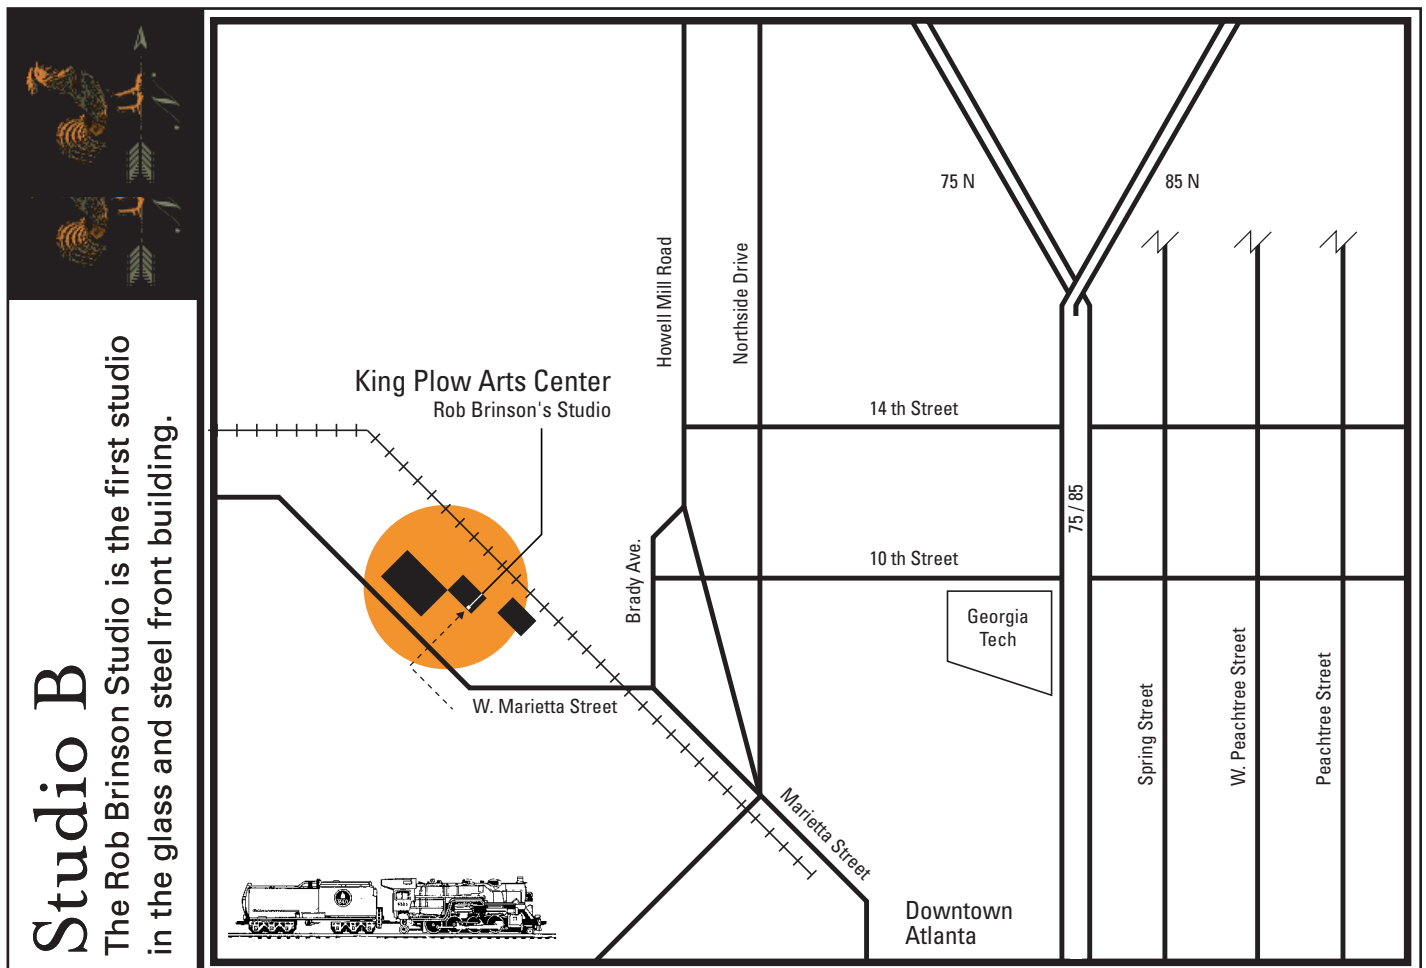 Studio B
The Rob Brinson Studio is the first studio
in the glass and steel front building.
75 N
85 N
Howell Mill Road
Northside Drive
King Plow Arts Center
Rob Brinson's Studio
14 th Street
75 / 85
10 th Street
Brady Ave.
Georgia
Tech
W. Marietta Street
Spring Street
W. Peachtree Street
Peachtree Street
Marietta Street
Downtown
Atlanta